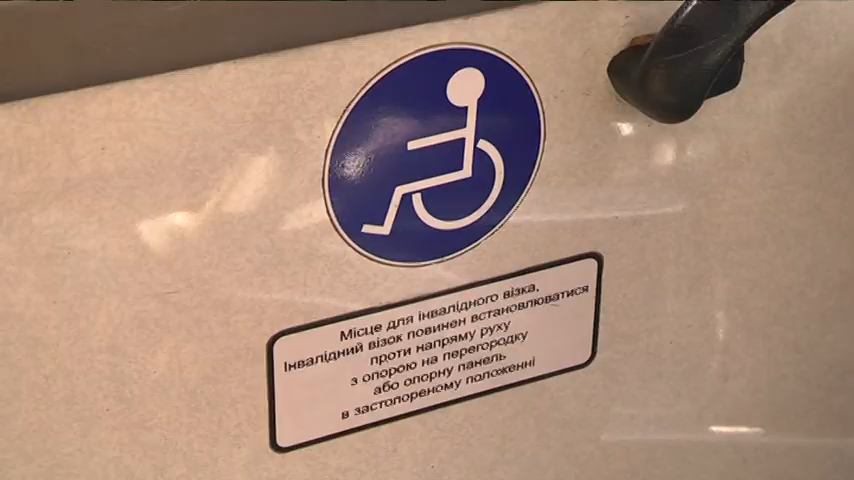 Місце для інвалідного візка.
Інвалідний візок повинен встановлюватися
проти напряму руху
з опорою на перегородку
або опорну панель
в застопореному положенні